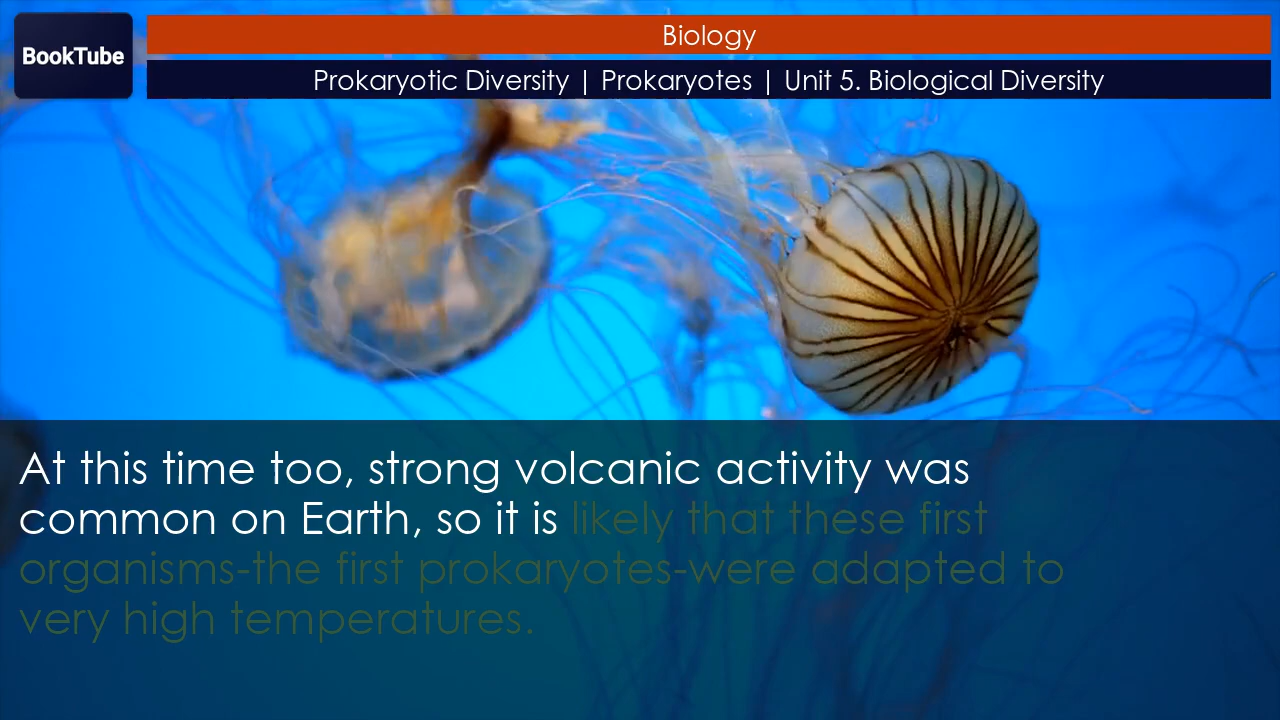 BookTube
Biology
Prokaryotic Diversity | Prokaryotes | Unit 5. Biological Diversity
At this time too, strong volcanic activity was
common on Earth, so it is likely that these first
organisms-the first prokaryotes-were adapted to
very high temperatures.